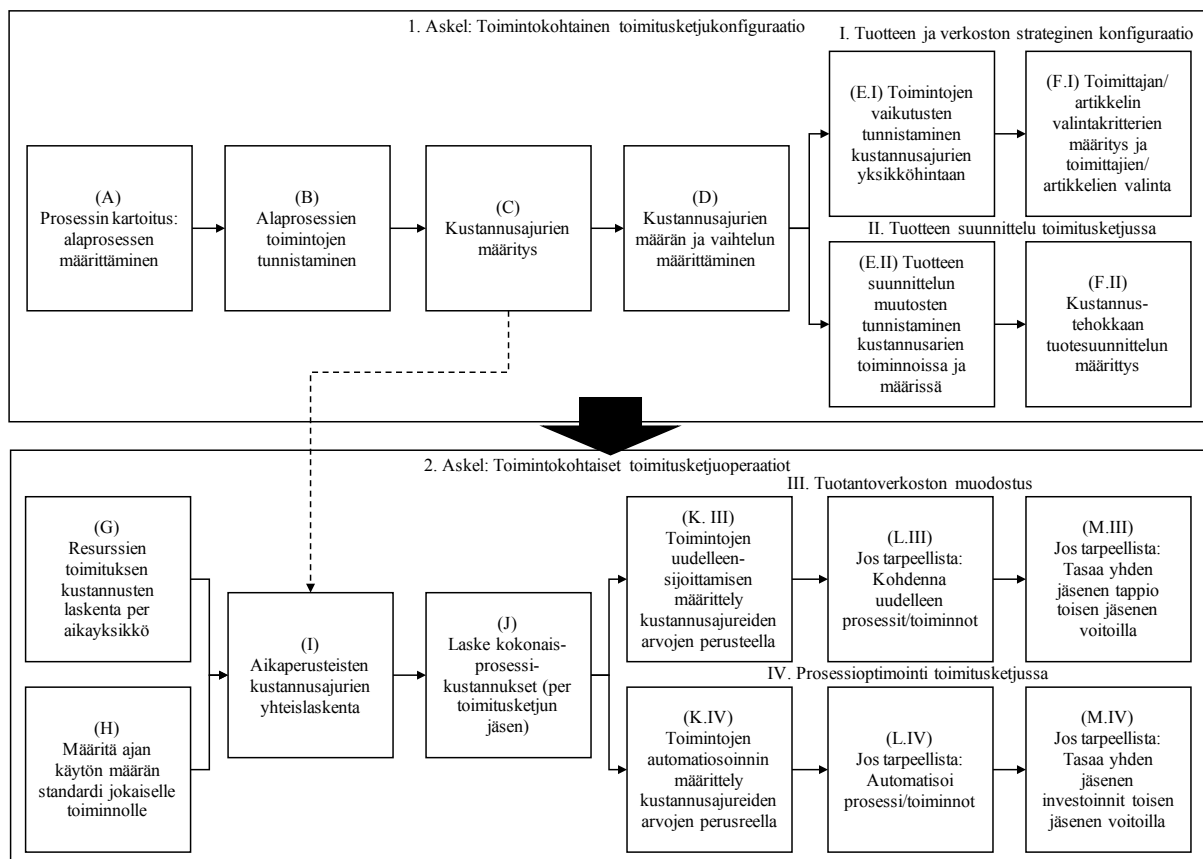 1. Askel: Toimintokohtainen toimitusketjukonfiguraatio
I. Tuotteen ja verkoston strateginen konfiguraatio
(A)
Prosessin kartoitus:
alaprosessen
määrittäminen
(B)
Alaprosessien
toimintojen
tunnistaminen
(C)
Kustannusajurien
määritys
(D)
Kustannusajurien
määrän ja vaihtelun
määrittäminen
(E.I) Toimintojen
vaikutusten
tunnistaminen
kustannusajurien
yksikköhintaan
(F.I) Toimittajan/
artikkelin
valintakritterien
määritys ja
toimittajien/
artikkelien valinta
II. Tuotteen suunnittelu toimitusketjussa
(E.II) Tuotteen
suunnittelun
muutosten
tunnistaminen
kustannusarien
toiminnoissa ja
määrissä
(F.II)
Kustannus-
tehokkaan
tuotesuunnittelun
määrittys
2. Askel: Toimintokohtaiset toimitusketjuoperaatiot
III. Tuotantoverkoston muodostus
(G)
Resurssien
toimituksen
kustannusten
laskenta per
aikayksikkö
(H)
Määritä ajan
käytön määrän
standardi jokaiselle
toiminnolle
(I)
Aikaperusteisten
kustannusajurien
yhteislaskenta
(J)
Laske kokonais-
prosessi-
kustannukset (per
toimitusketjun
jäsen)
(K. III)
Toimintojen
uudelleen-
sijoittamisen
määrittely
kustannusajureiden
arvojen perusteella
(L.III)
Jos tarpeellista:
Kohdenna
uudelleen
prosessit/toiminnot
(M.III)
Jos tarpeellista:
Tasaa yhden
jäsenen tappio
toisen jäsenen
voitoilla
IV. Prosessioptimointi toimitusketjussa
(K.IV)
Toimintojen
automatiosoinnin
määrittely
kustannusajureiden
arvojen perusreella
(L.IV)
Jos tarpeellista:
Automatisoi
prosessi/toiminnot
(M.IV)
Jos tarpeellista:
Tasaa yhden
jäsenen
investoinnit toisen
jäsenen voitoilla